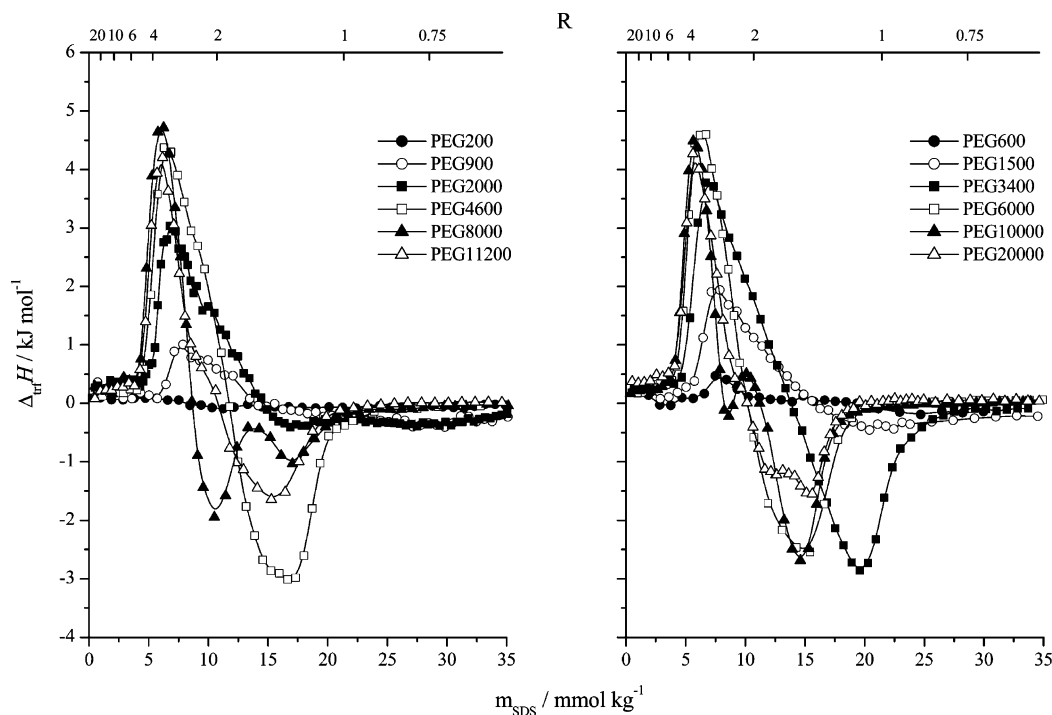 R
20 10 6 4 2 1 0.75
20 10 6 4 2 1 0.75
6
5
4
3
2
1
0
-1
-2
-3
-4
Δtrf H / kJ mol⁻¹
PEG200
PEG900
PEG2000
PEG4600
PEG8000
PEG11200
PEG600
PEG1500
PEG3400
PEG6000
PEG10000
PEG20000
0 5 10 15 20 25 30 35
0 5 10 15 20 25 30 35
mSDS / mmol kg⁻¹